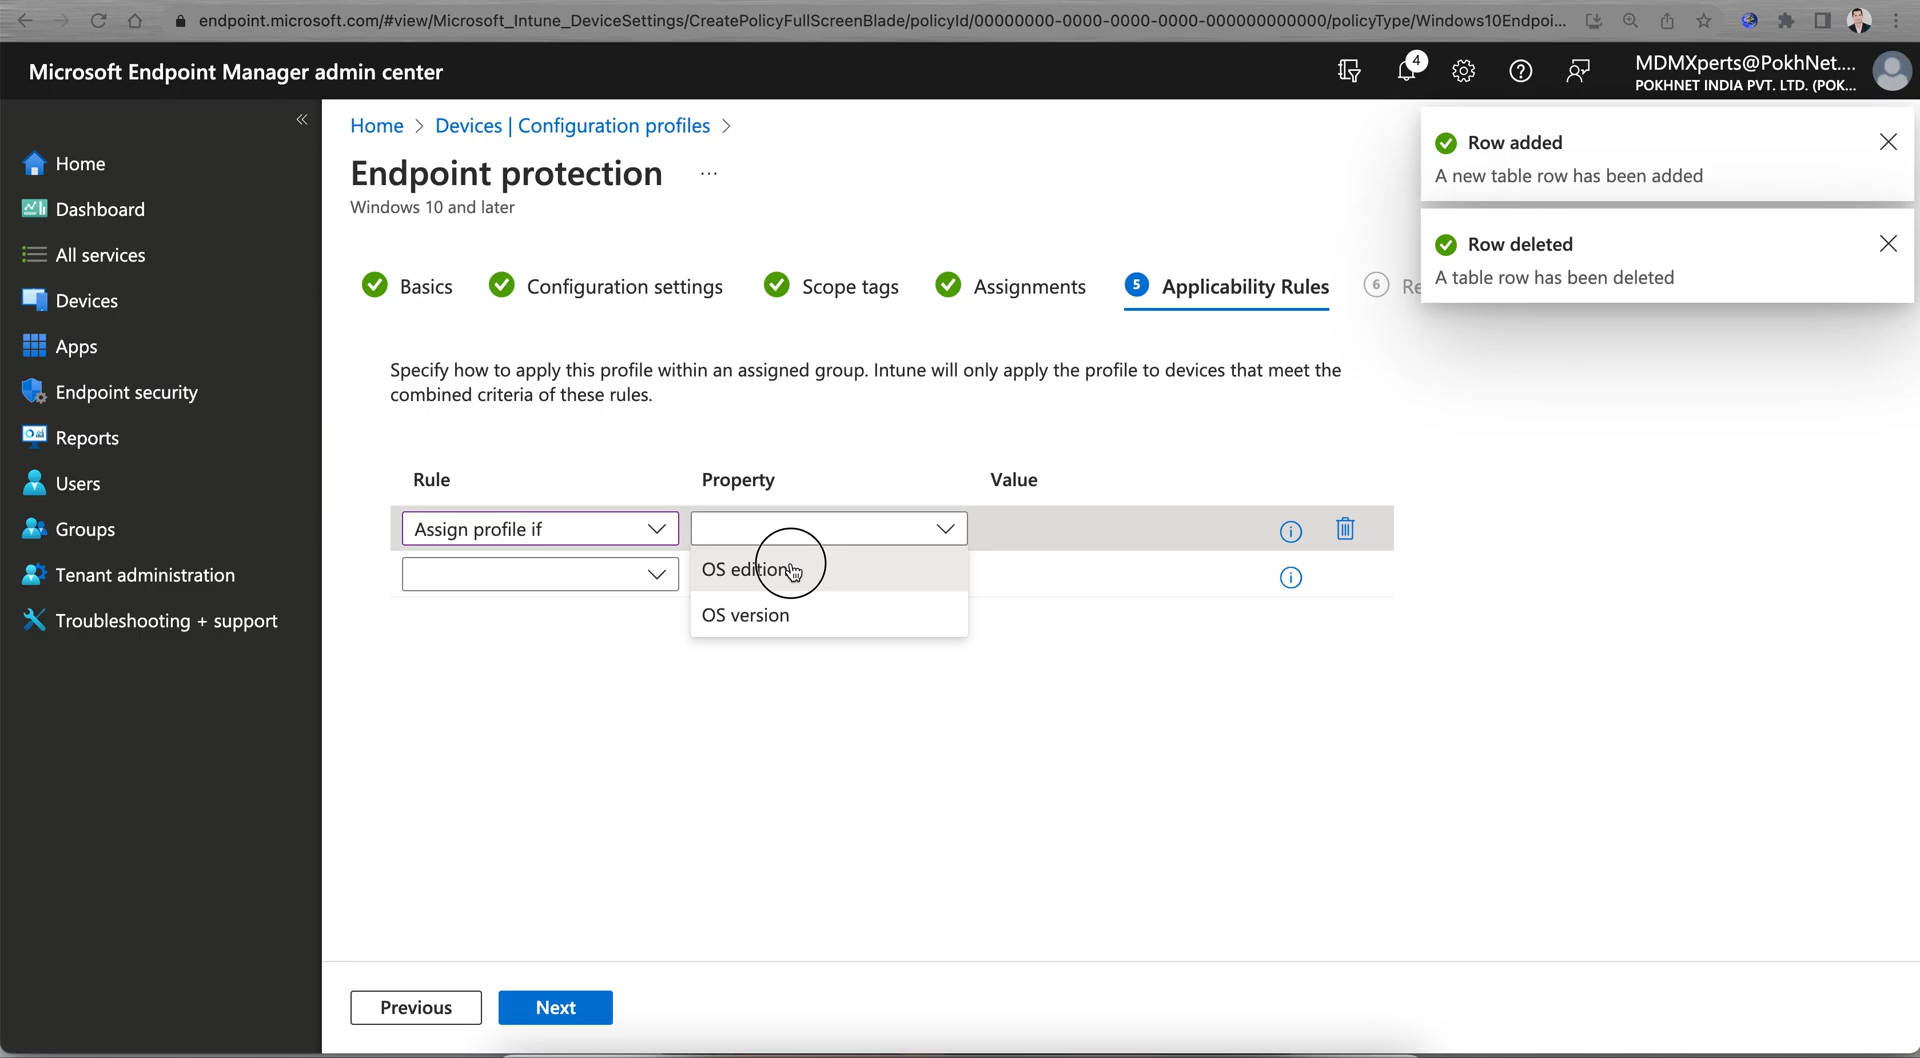 endpoint.microsoft.com/#view/Microsoft_Intune_DeviceSettings/CreatePolicyFullScreenBlade/policyId/00000000-0000-0000-0000-000000000000/policyType/Windows10Endpoi...
Microsoft Endpoint Manager admin center
4
MDMXperts@PokhNet....
POKHNET INDIA PVT. LTD. (POK...
Home
Dashboard
All services
Devices
Apps
Endpoint security
Reports
Users
Groups
Tenant administration
Troubleshooting + support
Home > Devices | Configuration profiles >
Endpoint protection ...
Windows 10 and later
Row added
A new table row has been added
Row deleted
A table row has been deleted
Basics Configuration settings Scope tags Assignments 5 Applicability Rules 6 Re
Specify how to apply this profile within an assigned group. Intune will only apply the profile to devices that meet the
combined criteria of these rules.
Rule Property Value
Assign profile if
OS edition
OS version
Previous Next